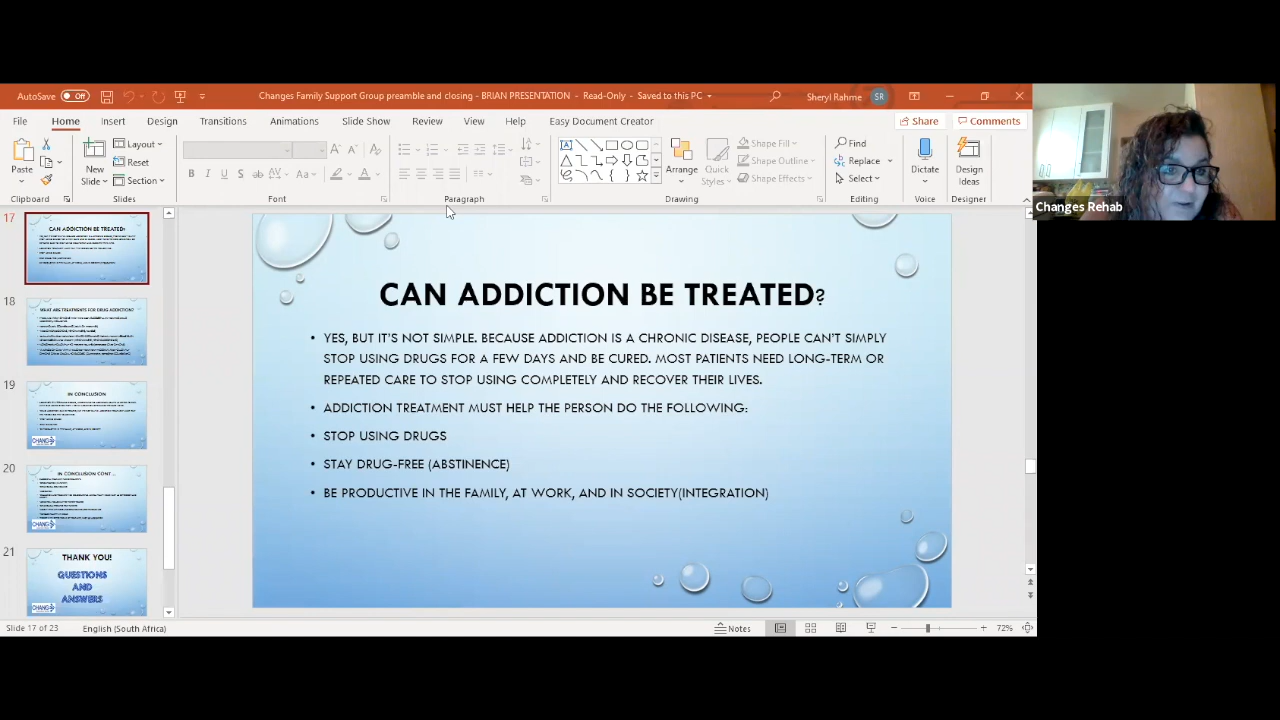 AutoSave Off
Changes Family Support Group preamble and closing - BRIAN PRESENTATION - Read-Only - Saved to this PC
Sheryl Rahme SR
File Home Insert Design Transitions Animations Slide Show Review View Help Easy Document Creator
Share Comments
Paste
New
Slide
Layout
Reset
Section
B I U S ab AV Aa A
Arrange
Quick
Styles
Shape Fill
Shape Outline
Shape Effects
Find
Replace
Select
Dictate
Design
Ideas
Clipboard Slides Font Paragraph Drawing Editing Voice Designer
Changes Rehab
17
CAN ADDICTION BE TREATED?
18
WHAT ARE TREATMENTS FOR DRUG ADDICTION?
19
IN CONCLUSION
20
IN CONCLUSION CONT...
21
THANK YOU!
QUESTIONS
AND
ANSWERS
CAN ADDICTION BE TREATED?
• YES, BUT IT'S NOT SIMPLE. BECAUSE ADDICTION IS A CHRONIC DISEASE, PEOPLE CAN'T SIMPLY
STOP USING DRUGS FOR A FEW DAYS AND BE CURED. MOST PATIENTS NEED LONG-TERM OR
REPEATED CARE TO STOP USING COMPLETELY AND RECOVER THEIR LIVES.
• ADDICTION TREATMENT MUST HELP THE PERSON DO THE FOLLOWING:
• STOP USING DRUGS
• STAY DRUG-FREE (ABSTINENCE)
• BE PRODUCTIVE IN THE FAMILY, AT WORK, AND IN SOCIETY(INTEGRATION)
Slide 17 of 23 English (South Africa) Notes 72%